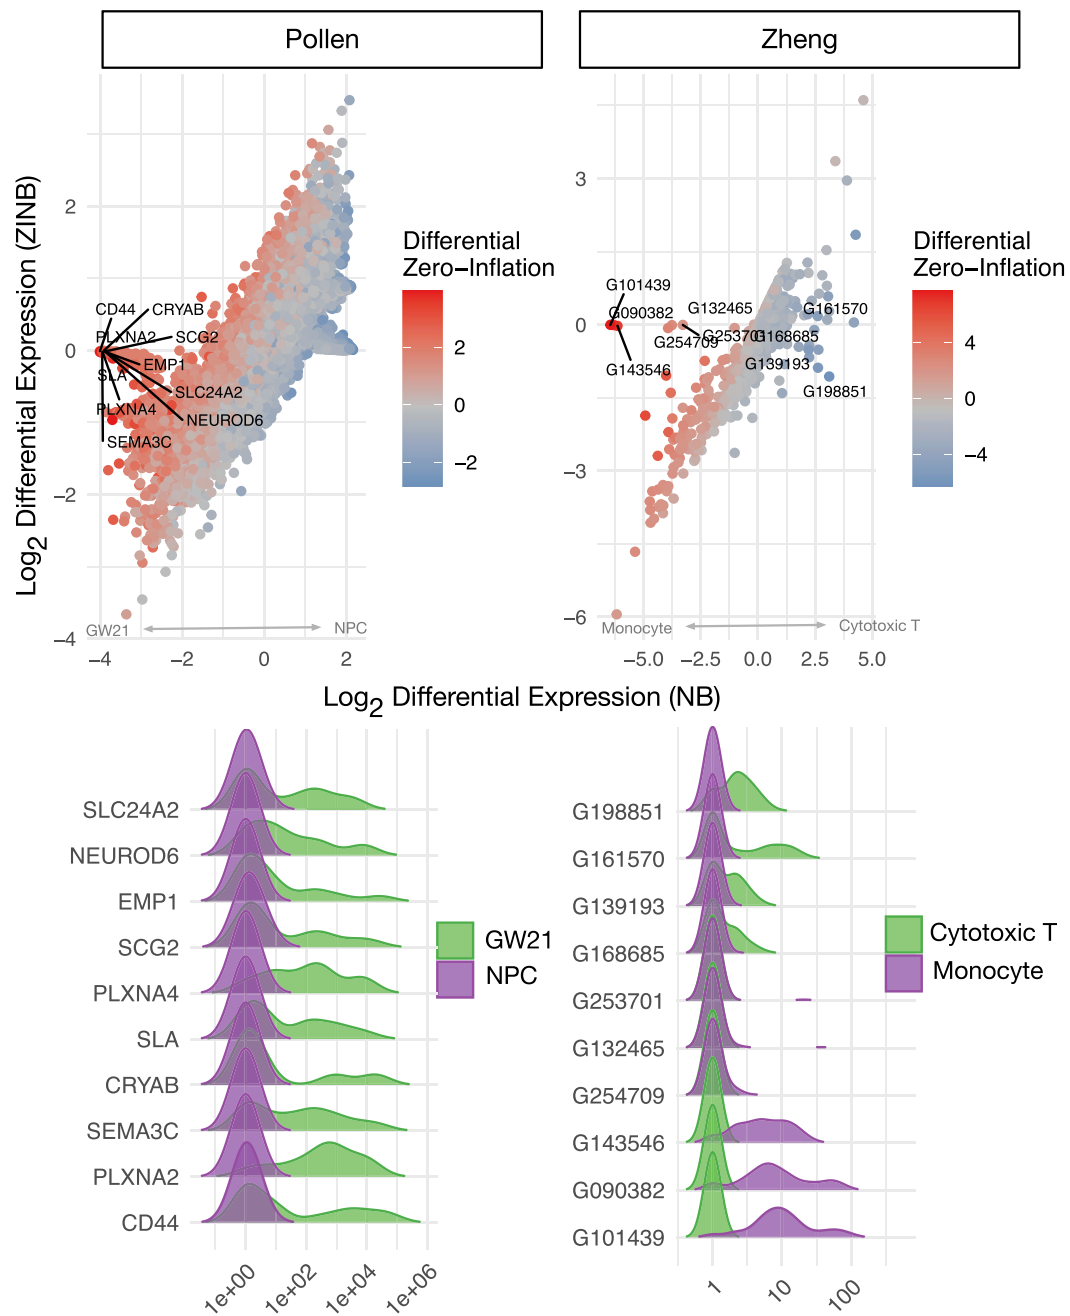 Pollen
Zheng
Log2 Differential Expression (ZINB)
2
0
−2
−4
−4
−2
0
2
CD44
CRYAB
PLXNA2
SCG2
EMP1
SLA
SLC24A2
PLXNA4
NEUROD6
SEMA3C
GW21
NPC
Differential
Zero−Inflation
2
0
−2
3
0
−3
−6
−5.0
−2.5
0.0
2.5
5.0
G101439
G090382
G132465
G161570
G254709
G253701
G168685
G143546
G139193
G198851
Monocyte
Cytotoxic T
Differential
Zero−Inflation
4
0
−4
Log2 Differential Expression (NB)
SLC24A2
NEUROD6
EMP1
SCG2
PLXNA4
SLA
CRYAB
SEMA3C
PLXNA2
CD44
1e+00
1e+02
1e+04
1e+06
GW21
NPC
G198851
G161570
G139193
G168685
G253701
G132465
G254709
G143546
G090382
G101439
1
10
100
Cytotoxic T
Monocyte